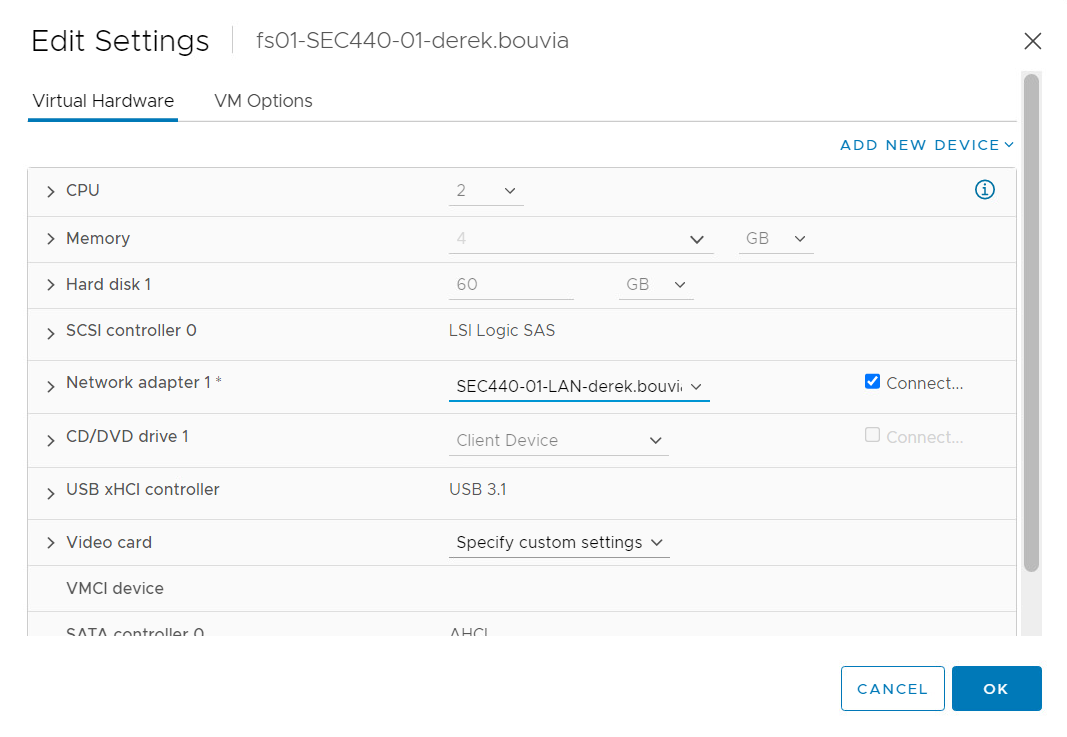 Edit Settings fs01-SEC440-01-derek.bouvia
Virtual Hardware VM Options
ADD NEW DEVICE
CPU 2
Memory 4 GB
Hard disk 1 60 GB
SCSI controller 0 LSI Logic SAS
Network adapter 1 * SEC440-01-LAN-derek.bouvi Connect...
CD/DVD drive 1 Client Device Connect...
USB xHCI controller USB 3.1
Video card Specify custom settings
VMCI device
SATA controller 0 AHCI
CANCEL OK